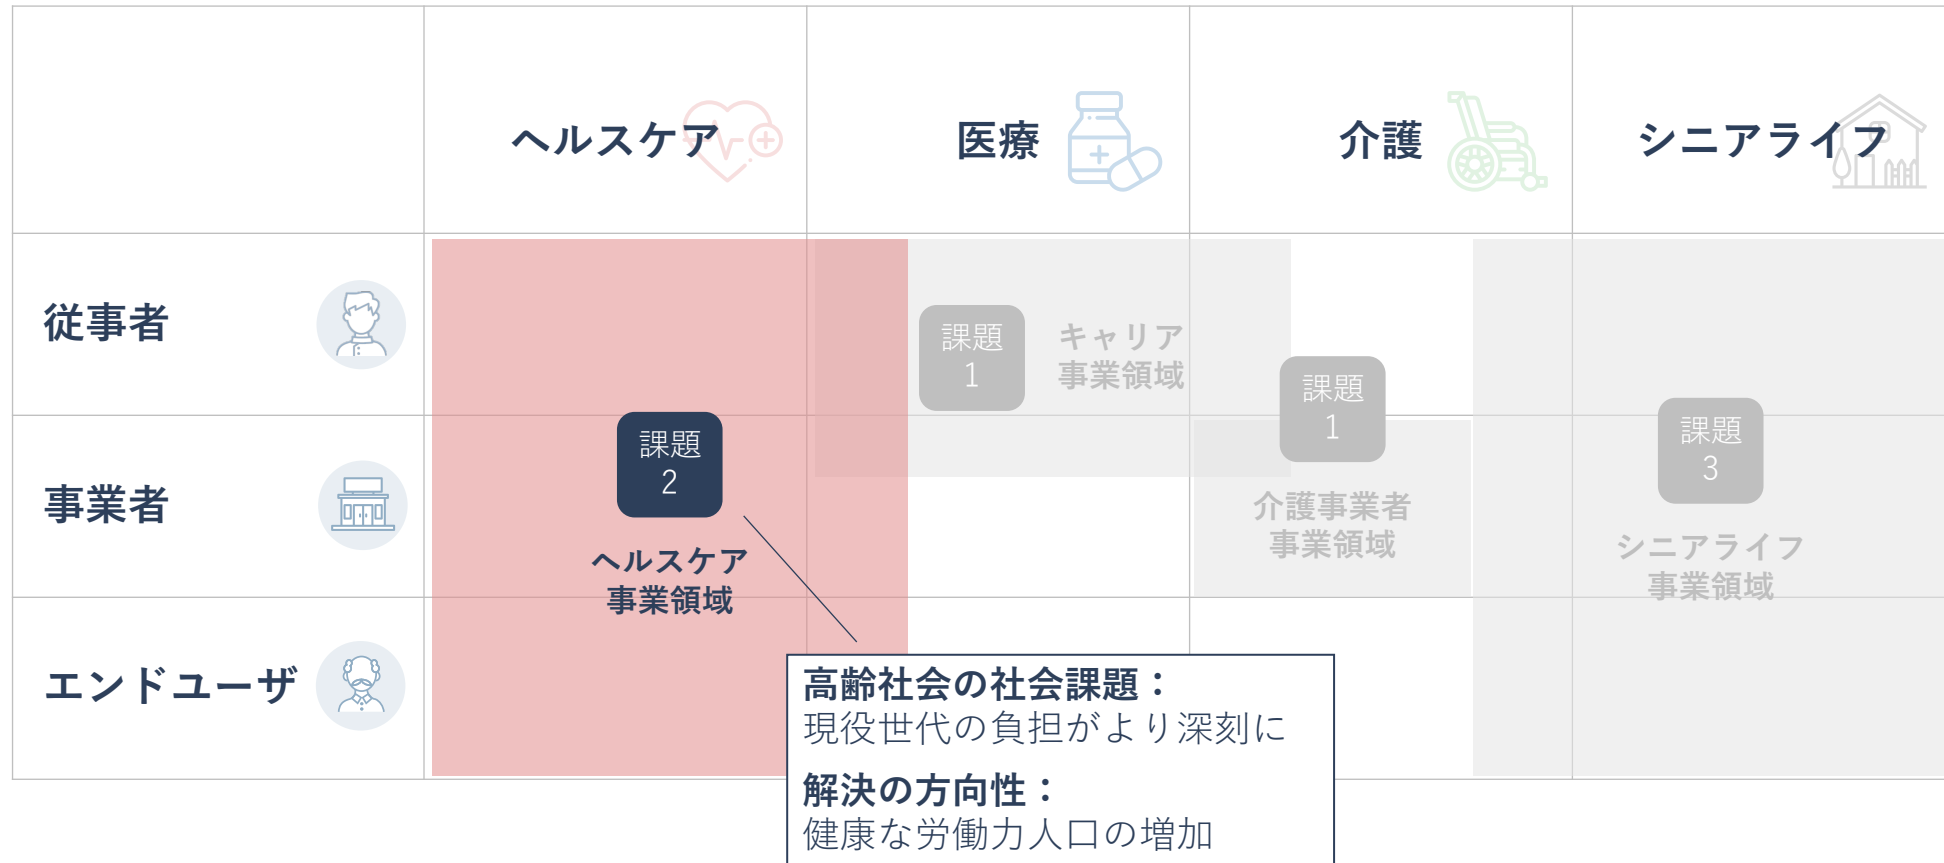 ヘルスケア
医療
介護
シニアライフ
従事者
課題
1
キャリア
事業領域
課題
1
事業者
課題
2
ヘルスケア
事業領域
介護事業者
事業領域
課題
3
シニアライフ
事業領域
エンドユーザ
高齢社会の社会課題：
現役世代の負担がより深刻に
解決の方向性：
健康な労働力人口の増加